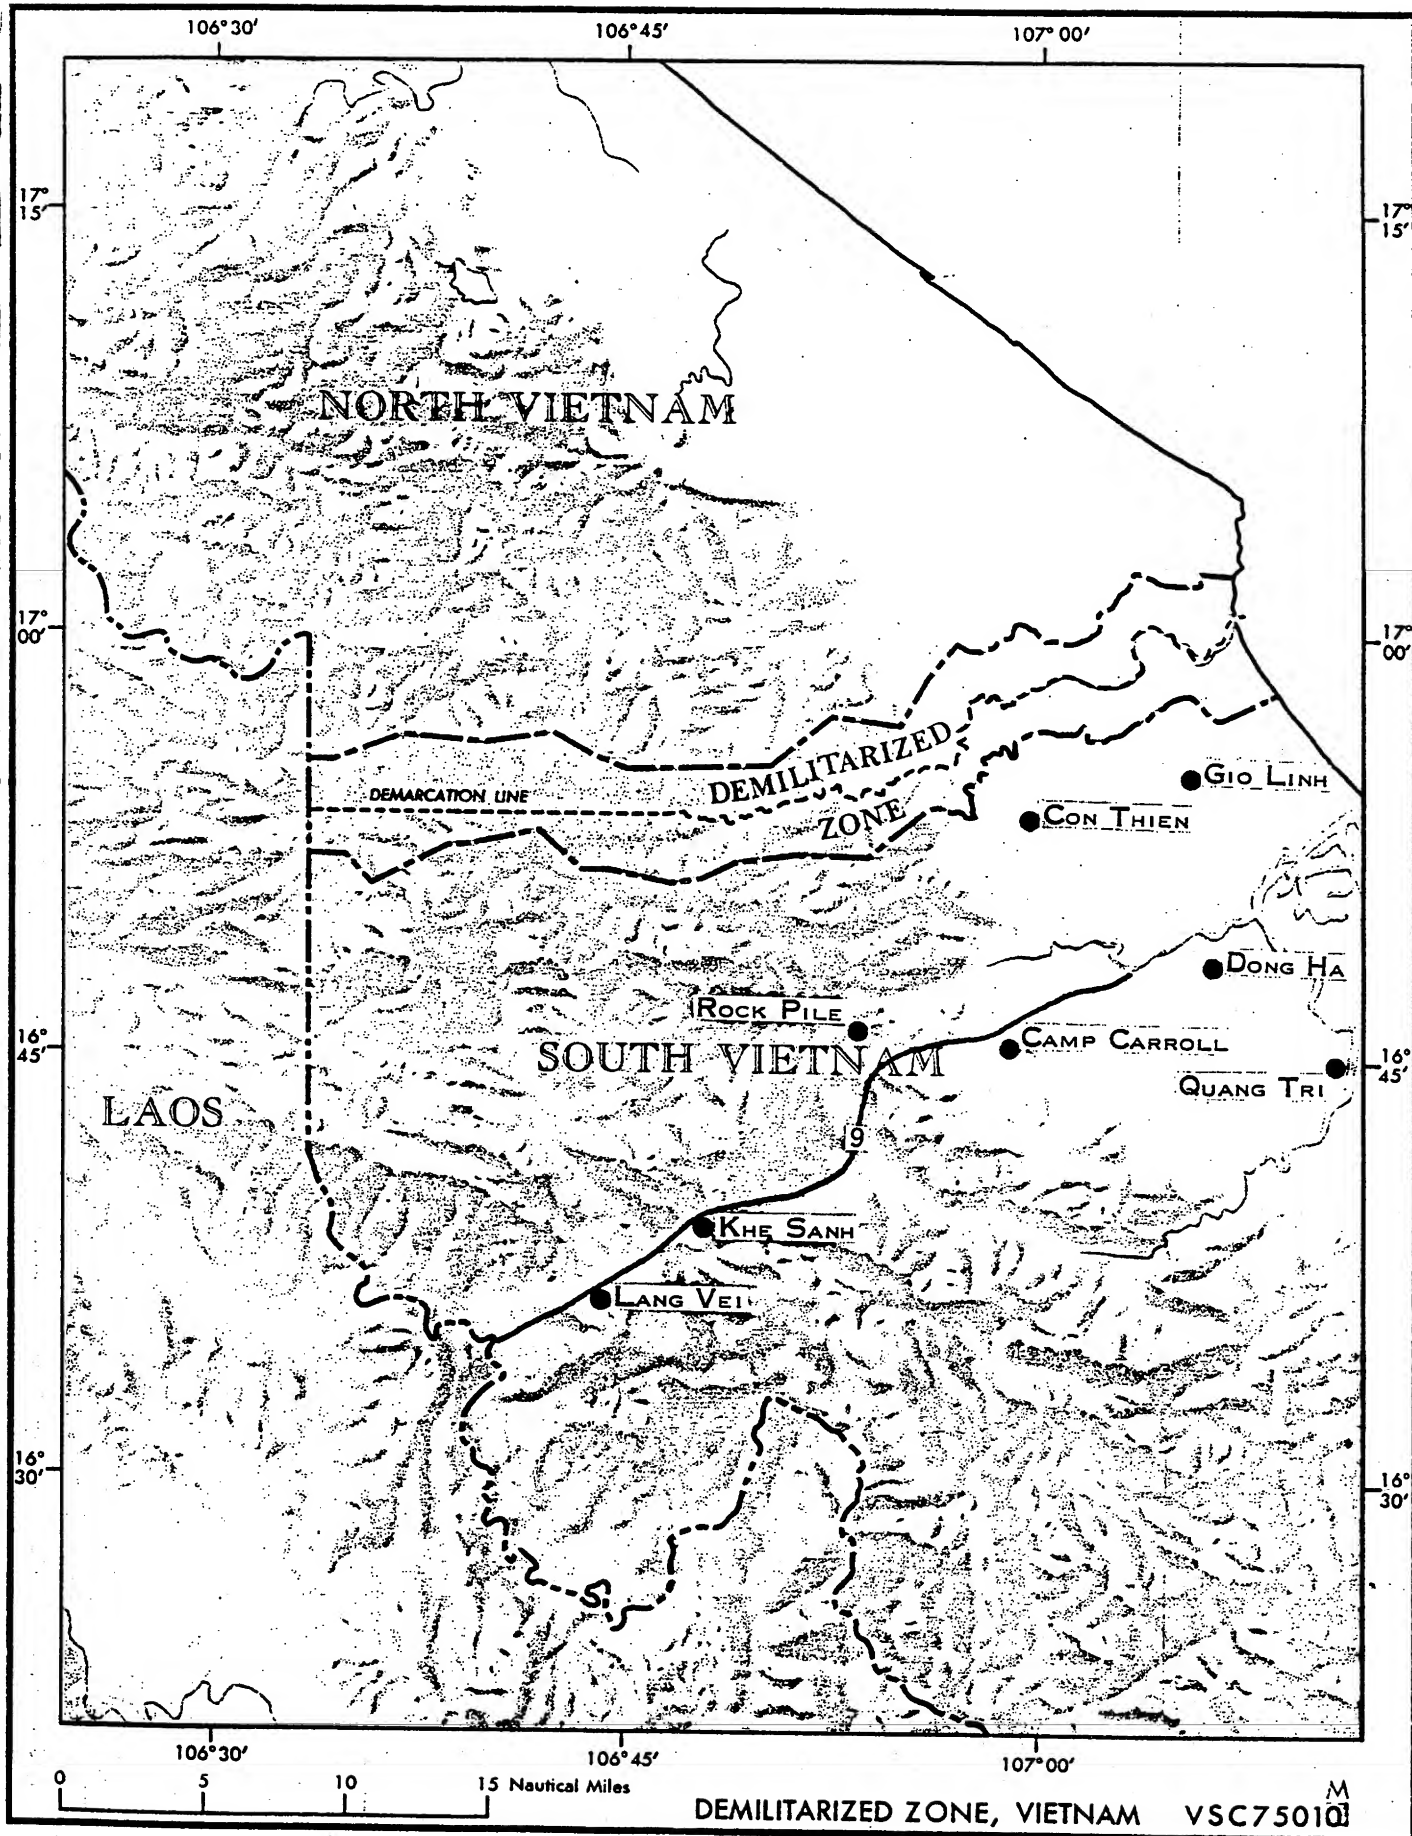 106°30′ 106°45′ 107°00′
17°
15′
17°
15′
NORTH VIETNAM
17°
00′
17°
00′
DEMILITARIZED
ZONE
DEMARCATION LINE
GIO LINH
CON THIEN
DONG HA
ROCK PILE
CAMP CARROLL
SOUTH VIETNAM
16°
45′
16°
45′
QUANG TRI
LAOS
9
KHE SANH
LANG VEI
16°
30′
16°
30′
106°30′ 106°45′ 107°00′
0 5 10 15 Nautical Miles
M
DEMILITARIZED ZONE, VIETNAM VSC75010